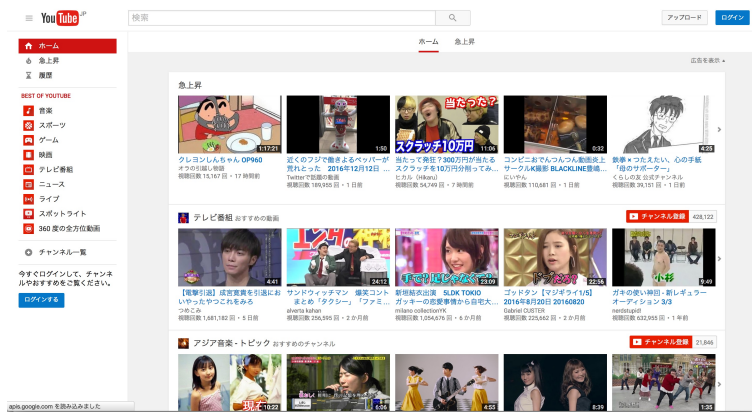 YouTube JP
検索
アップロード
ログイン
ホーム
急上昇
履歴
BEST OF YOUTUBE
音楽
スポーツ
ゲーム
映画
テレビ番組
ニュース
ライブ
スポットライト
360 度の全方位動画
チャンネル一覧
今すぐログインして、チャンネ
ルやおすすめをご覧ください。
ログインする
ホーム 急上昇
広告を表示
急上昇
1:17:21
クレヨンしんちゃん OP960
オラの引越し物語
視聴回数 15,167 回・17 時間前
1:50
近くのフジで働きよるペッパーが
荒れとった 2016年12月12日 ...
Twitterで話題の動画
視聴回数 189,955 回・1 日前
当たった?
スクラッチ10万円
11:06
当たって発狂？300万円が当たる
スクラッチを10万円分削ってみ...
ヒカル（Hikaru）
視聴回数 54,749 回・7 時間前
0:32
コンビニおでんつんつん動画炎上
サークルK撮影 BLACKLINE登場...
にいやん
視聴回数 110,681 回・1 日前
4:25
鉄拳 × つたえたい、心の手紙
「母のサポーター」
くらしの友 公式チャンネル
視聴回数 39,151 回・1 日前
テレビ番組 おすすめの動画
チャンネル登録 428,122
4:41
【電撃引退】成宮寛貴を引退にお
いやったやつこれをみろ
つめこみ
視聴回数 1,681,182 回・5 日前
24:12
サンドウィッチマン 爆笑コント
まとめ「タクシー」「ファミ...
alverta kahan
視聴回数 256,595 回・2 か月前
23:09
新垣結衣出演 5LDK TOKIO
ガッキーの恋愛事情から自宅大...
milano collectionYK
視聴回数 1,054,676 回・6 か月前
22:56
ゴッドタン【マジギライ1/5】
2016年8月20日 20160820
Gabriel CUSTER
視聴回数 225,662 回・2 か月前
小杉
9:49
ガキの使い神回 - 新レギュラー
オーディション 3/3
nerdstupid!
視聴回数 632,955 回・1 年前
アジア音楽 - トピック おすすめのチャンネル
チャンネル登録 21,846
10:22
6:06
4:55
8:39
1:35
apis.google.com を読み込みました